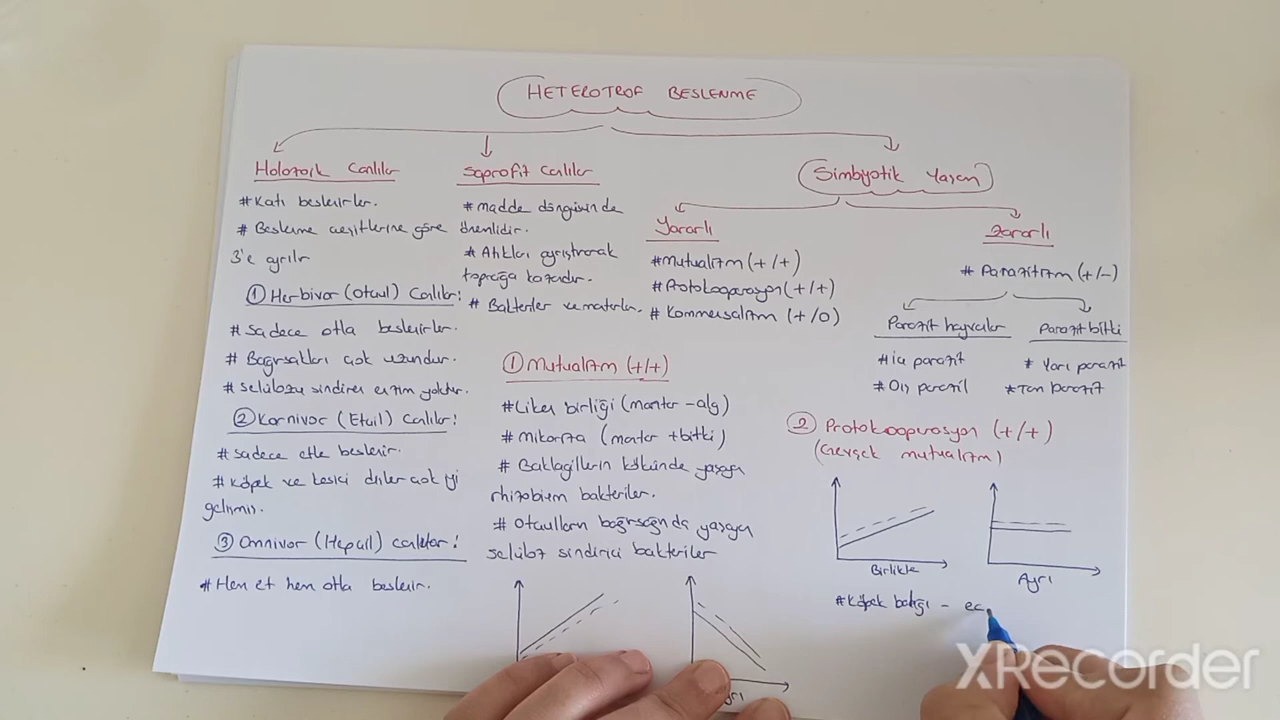 HETEROTROF BESLENME
Holozoik Canlılar
# Katı beslenirler.
# Beslenme çeşitlerine göre
3'e ayrılır
① Herbivor (Otçul) Canlılar:
# Sadece otla beslenirler.
# Bağırsakları çok uzundur.
# Selülozu sindiren enzim yoktur.
② Karnivor (Etçil) Canlılar:
# Sadece etle beslenir.
# Köpek ve kesici dişler çok iyi
gelişmiş.
③ Omnivor (Hepçil) canlılar:
# Hem et hem otla beslenir.
Saprofit Canlılar
# madde döngüsünde
önemlidir.
# Atıkları ayrıştırarak
toprağa kazandır.
# Bakteriler ve mantarlar.
Simbiyotik Yaşam
Yararlı
# Mutualizm (+/+)
# Protokooperasyon (+/+)
# Kommensalizm (+/0)
Zararlı
# Parazitizm (+/-)
Parazit hayvanlar
# İç parazit
# Dış parazit
Parazit bitki
* Yarı parazit
* Tam parazit
① Mutualizm (+/+)
# Liken birliği (mantar - alg)
# Mikoriza (mantar + bitki)
# Baklagillerin kökünde yaşayan
rhizobium bakteriler.
# Otçulların bağırsağında yaşayan
selüloz sindirici bakteriler
② Protokooperasyon (+/+)
(Gevşek mutualizm)
Birlikte
Ayrı
# Köpek balığı - ec
XRecorder